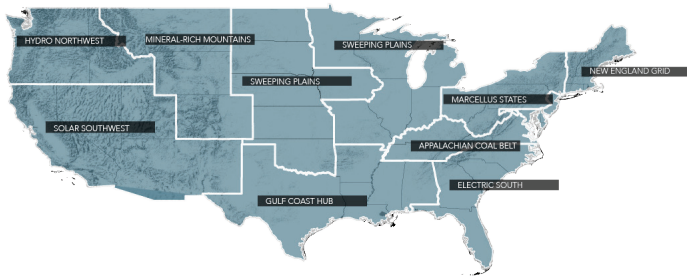 HYDRO NORTHWEST
MINERAL-RICH MOUNTAINS
SWEEPING PLAINS
NEW ENGLAND GRID
SWEEPING PLAINS
MARCELLUS STATES
SOLAR SOUTHWEST
APPALACHIAN COAL BELT
ELECTRIC SOUTH
GULF COAST HUB